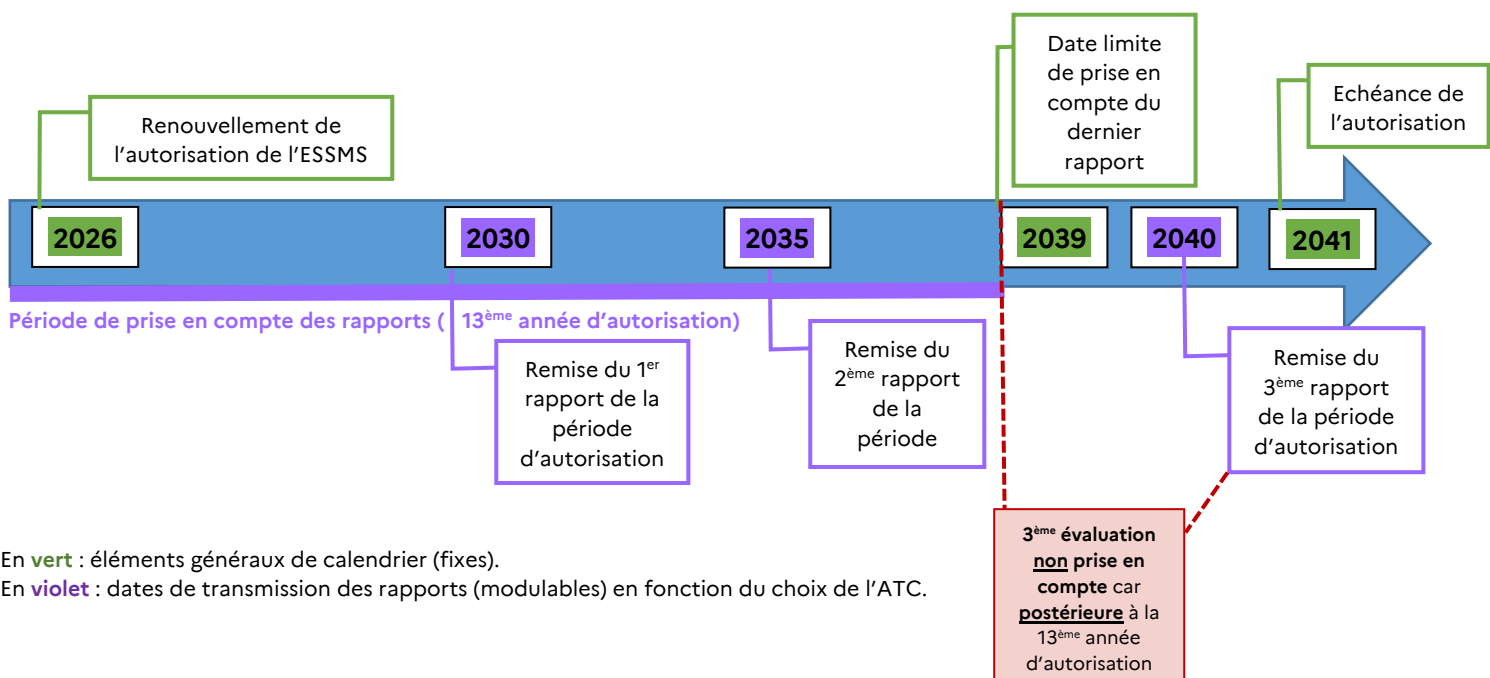 Date limite
de prise en
compte du
dernier
rapport
Echéance de
l’autorisation
Renouvellement de
l’autorisation de l’ESSMS
2026
2030
2035
2039
2040
2041
Période de prise en compte des rapports ( 13ème année d’autorisation)
Remise du 1er
rapport de la
période
d’autorisation
Remise du
2ème rapport
de la
période
Remise du
3ème rapport
de la période
d’autorisation
3ème évaluation
non prise en
compte car
postérieure à la
13ème année
d’autorisation
En vert : éléments généraux de calendrier (fixes).
En violet : dates de transmission des rapports (modulables) en fonction du choix de l’ATC.